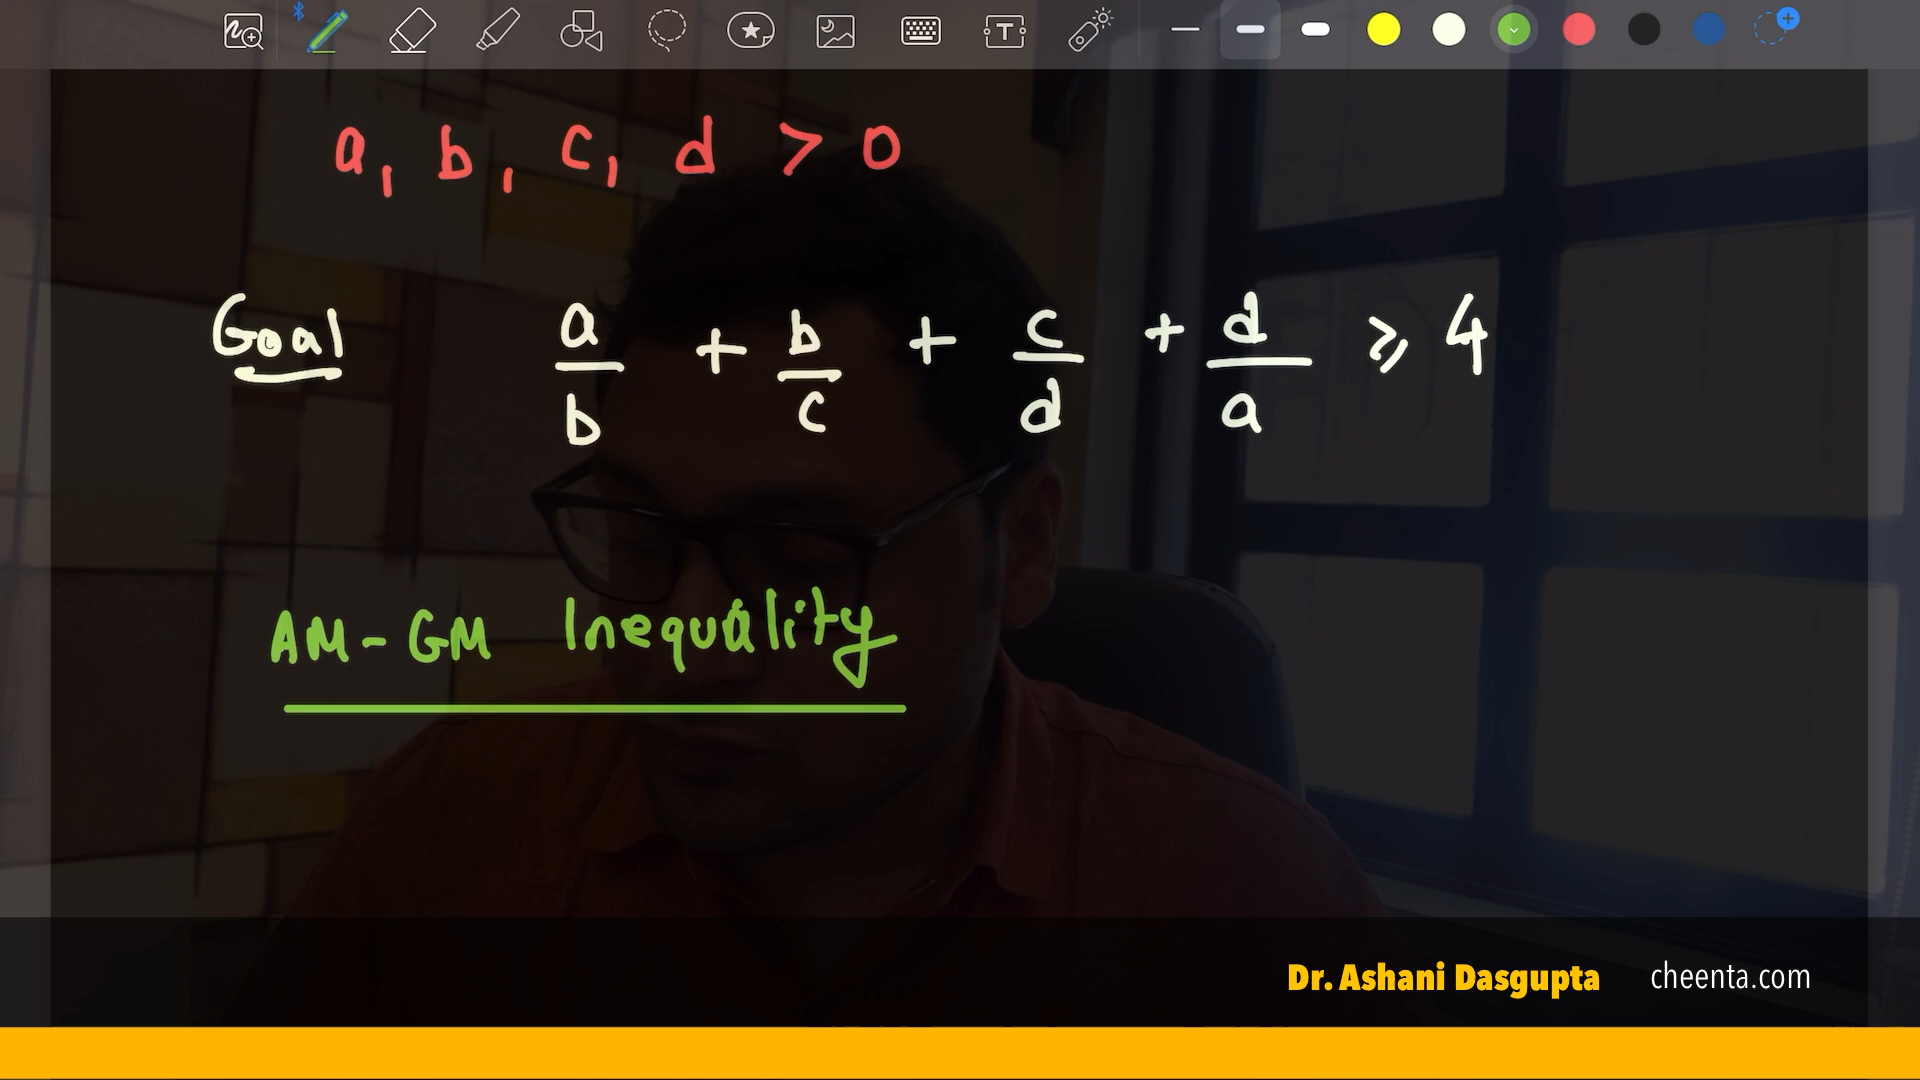 a, b, c, d > 0
Goal a/b + b/c + c/d + d/a ⩾ 4
AM-GM Inequality
Dr. Ashani Dasgupta cheenta.com